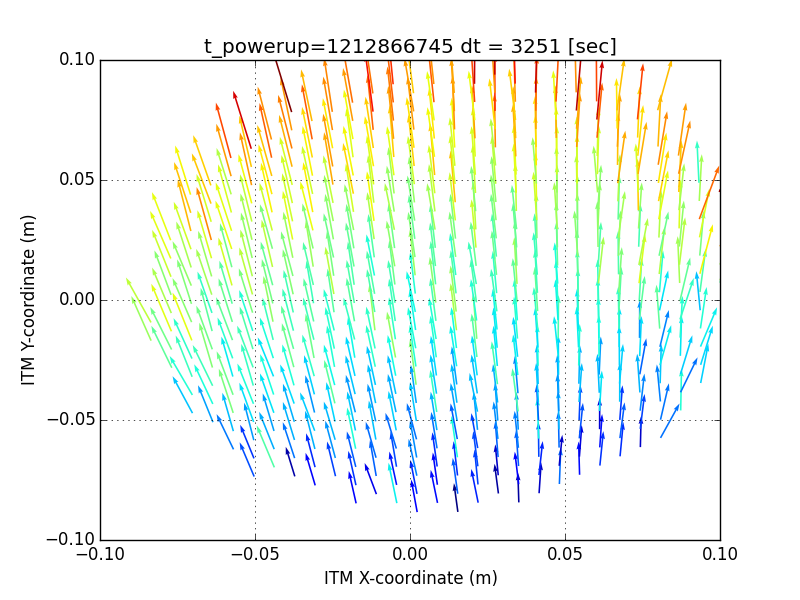 t_powerup=1212866745 dt = 3251 [sec]
0.10
0.05
0.00
−0.05
−0.10
ITM Y-coordinate (m)
−0.10 −0.05 0.00 0.05 0.10
ITM X-coordinate (m)